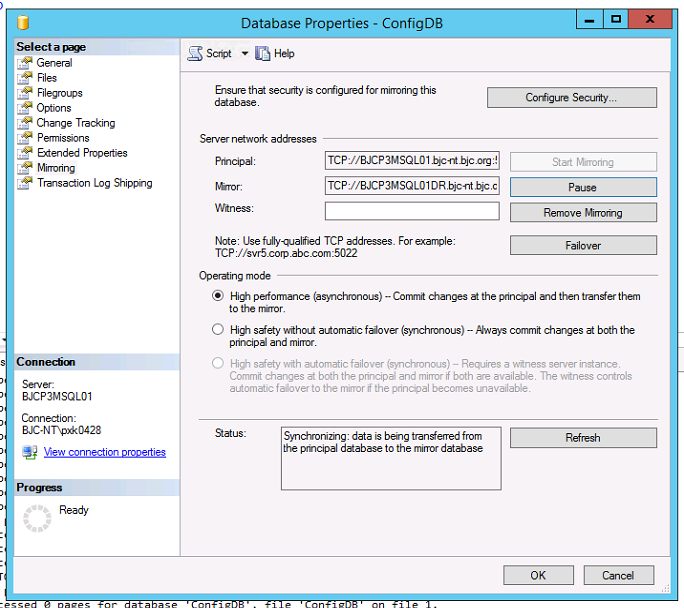 Database Properties - ConfigDB
Select a page
General
Files
Filegroups
Options
Change Tracking
Permissions
Extended Properties
Mirroring
Transaction Log Shipping
Script
Help
Ensure that security is configured for mirroring this
database.
Configure Security...
Server network addresses
Principal:
TCP://BJCP3MSQL01.bjc-nt.bjc.org:5
Start Mirroring
Mirror:
TCP://BJCP3MSQL01DR.bjc-nt.bjc.o
Pause
Witness:
Remove Mirroring
Note: Use fully-qualified TCP addresses. For example:
TCP://svr5.corp.abc.com:5022
Failover
Operating mode
High performance (asynchronous) -- Commit changes at the principal and then transfer them
to the mirror.
High safety without automatic failover (synchronous) -- Always commit changes at both the
principal and mirror.
High safety with automatic failover (synchronous) -- Requires a witness server instance.
Commit changes at both the principal and mirror if both are available. The witness controls
automatic failover to the mirror if the principal becomes unavailable.
Connection
Server:
BJCP3MSQL01
Connection:
BJC-NT\pxk0428
View connection properties
Status:
Synchronizing: data is being transferred from
the principal database to the mirror database
Refresh
Progress
Ready
OK
Cancel
cessed 0 pages for database 'ConfigDB', file 'ConfigDB' on file 1.